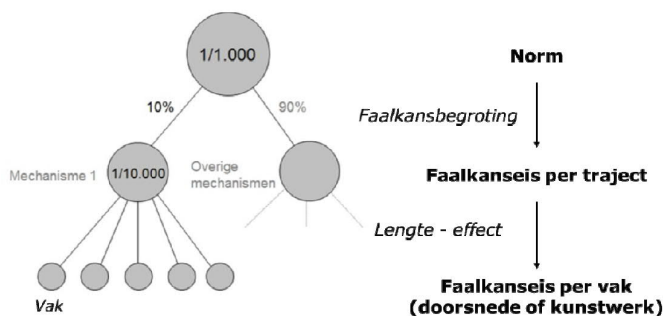 1/1.000
Norm
10%
90%
Faalkansbegroting
Mechanisme 1
1/10.000
Overige
mechanismen
Faalkanseis per traject
Lengte - effect
Vak
Faalkanseis per vak
(doorsnede of kunstwerk)